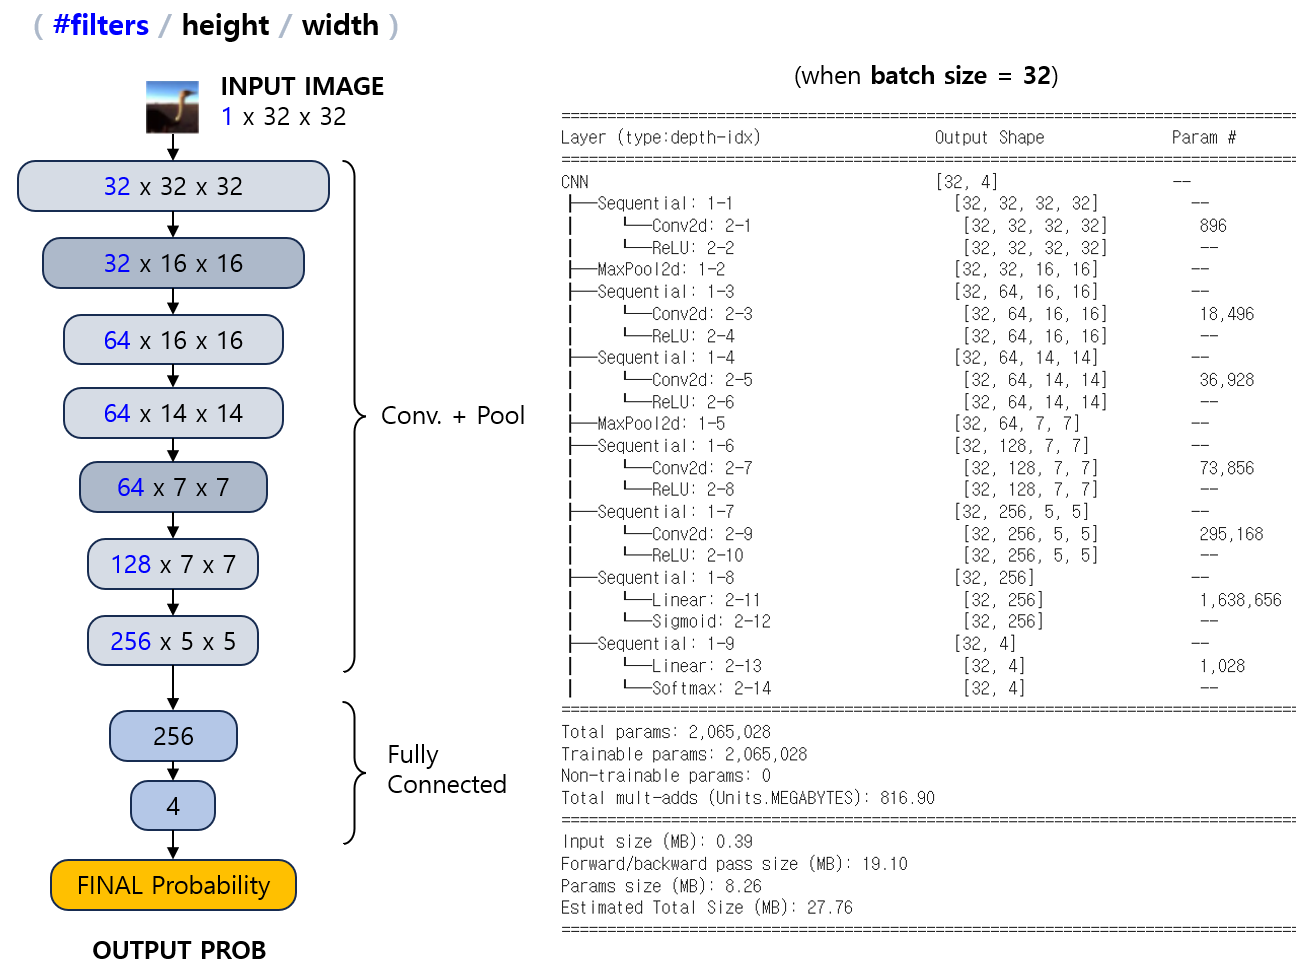 ( #filters / height / width )
INPUT IMAGE
1 x 32 x 32
32 x 32 x 32
32 x 16 x 16
64 x 16 x 16
64 x 14 x 14
64 x 7 x 7
128 x 7 x 7
256 x 5 x 5
Conv. + Pool
256
4
Fully
Connected
FINAL Probability
OUTPUT PROB
(when batch size = 32)
Layer (type:depth-idx) Output Shape Param #
CNN [32, 4] --
├──Sequential: 1-1 [32, 32, 32, 32] --
│ └──Conv2d: 2-1 [32, 32, 32, 32] 896
│ └──ReLU: 2-2 [32, 32, 32, 32] --
├──MaxPool2d: 1-2 [32, 32, 16, 16] --
├──Sequential: 1-3 [32, 64, 16, 16] --
│ └──Conv2d: 2-3 [32, 64, 16, 16] 18,496
│ └──ReLU: 2-4 [32, 64, 16, 16] --
├──Sequential: 1-4 [32, 64, 14, 14] --
│ └──Conv2d: 2-5 [32, 64, 14, 14] 36,928
│ └──ReLU: 2-6 [32, 64, 14, 14] --
├──MaxPool2d: 1-5 [32, 64, 7, 7] --
├──Sequential: 1-6 [32, 128, 7, 7] --
│ └──Conv2d: 2-7 [32, 128, 7, 7] 73,856
│ └──ReLU: 2-8 [32, 128, 7, 7] --
├──Sequential: 1-7 [32, 256, 5, 5] --
│ └──Conv2d: 2-9 [32, 256, 5, 5] 295,168
│ └──ReLU: 2-10 [32, 256, 5, 5] --
├──Sequential: 1-8 [32, 256] --
│ └──Linear: 2-11 [32, 256] 1,638,656
│ └──Sigmoid: 2-12 [32, 256] --
├──Sequential: 1-9 [32, 4] --
│ └──Linear: 2-13 [32, 4] 1,028
│ └──Softmax: 2-14 [32, 4] --
Total params: 2,065,028
Trainable params: 2,065,028
Non-trainable params: 0
Total mult-adds (Units.MEGABYTES): 816.90
Input size (MB): 0.39
Forward/backward pass size (MB): 19.10
Params size (MB): 8.26
Estimated Total Size (MB): 27.76